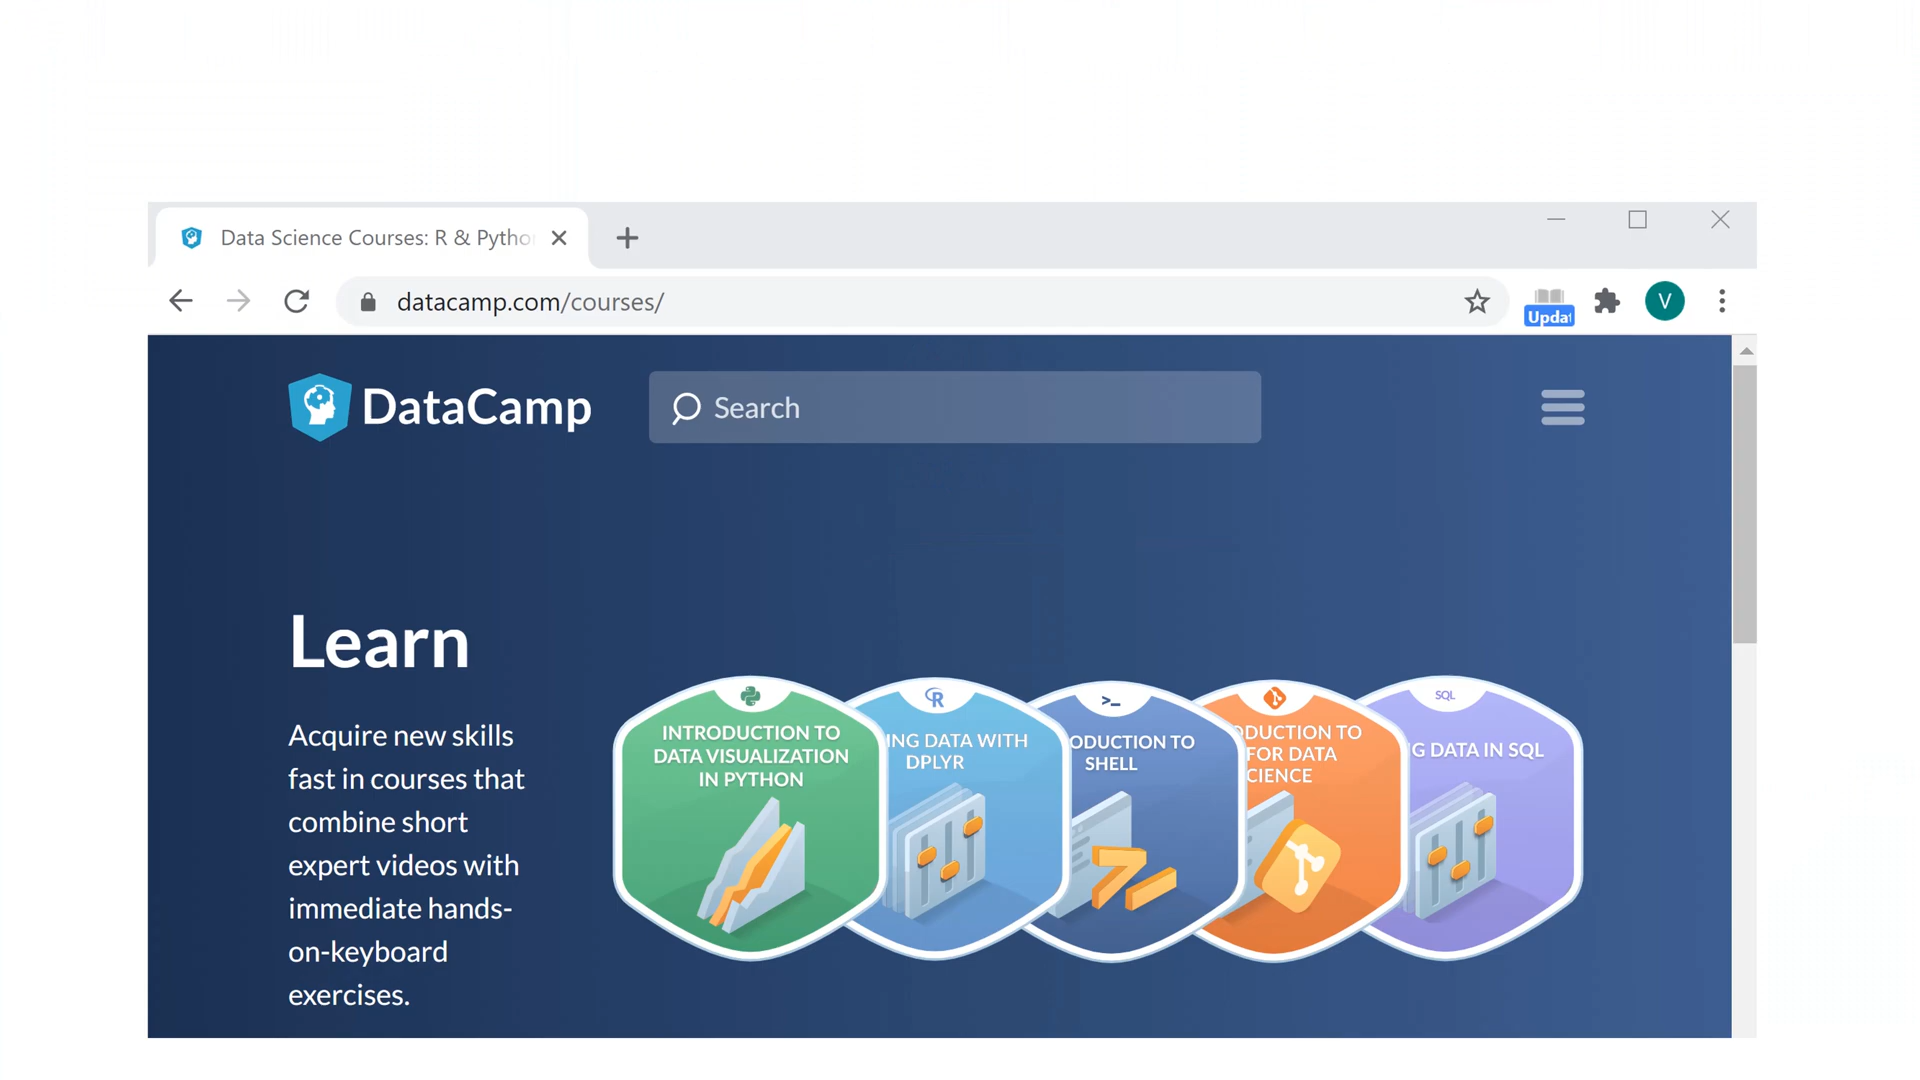 Data Science Courses: R & Pytho
datacamp.com/courses/
Updat
V
DataCamp
Search
Learn
Acquire new skills
fast in courses that
combine short
expert videos with
immediate hands-
on-keyboard
exercises.
INTRODUCTION TO
DATA VISUALIZATION
IN PYTHON
R
ING DATA WITH
DPLYR
>_
ODUCTION TO
SHELL
DUCTION TO
FOR DATA
CIENCE
SQL
G DATA IN SQL